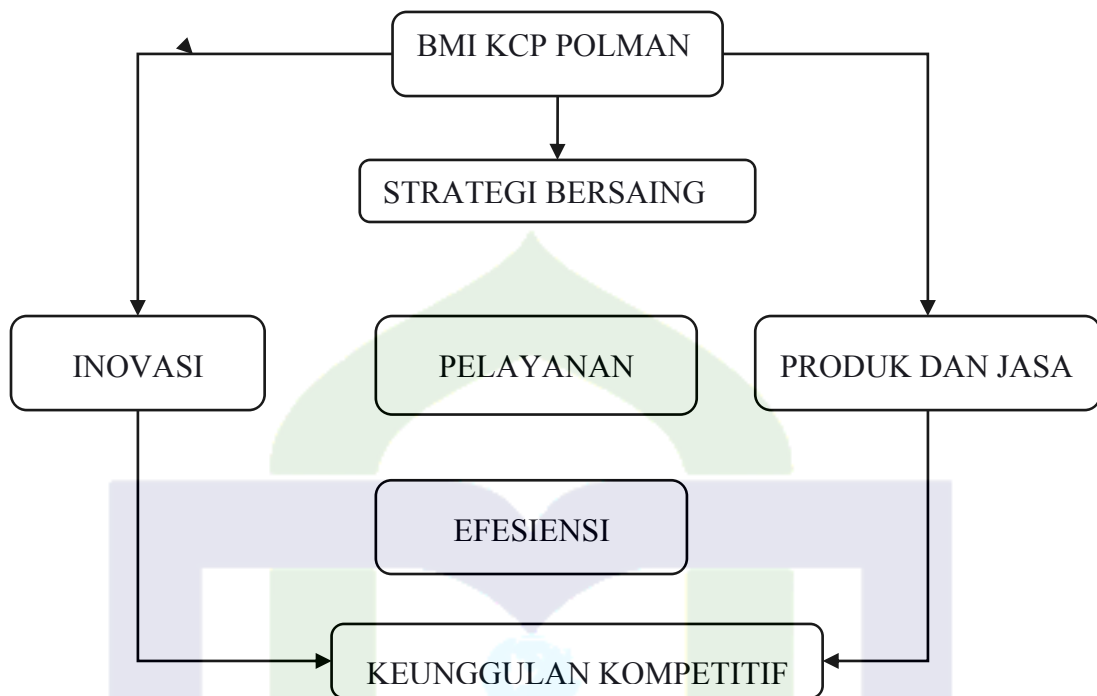 BMI KCP POLMAN
STRATEGI BERSAING
INOVASI
PELAYANAN
PRODUK DAN JASA
EFESIENSI
KEUNGGULAN KOMPETITIF